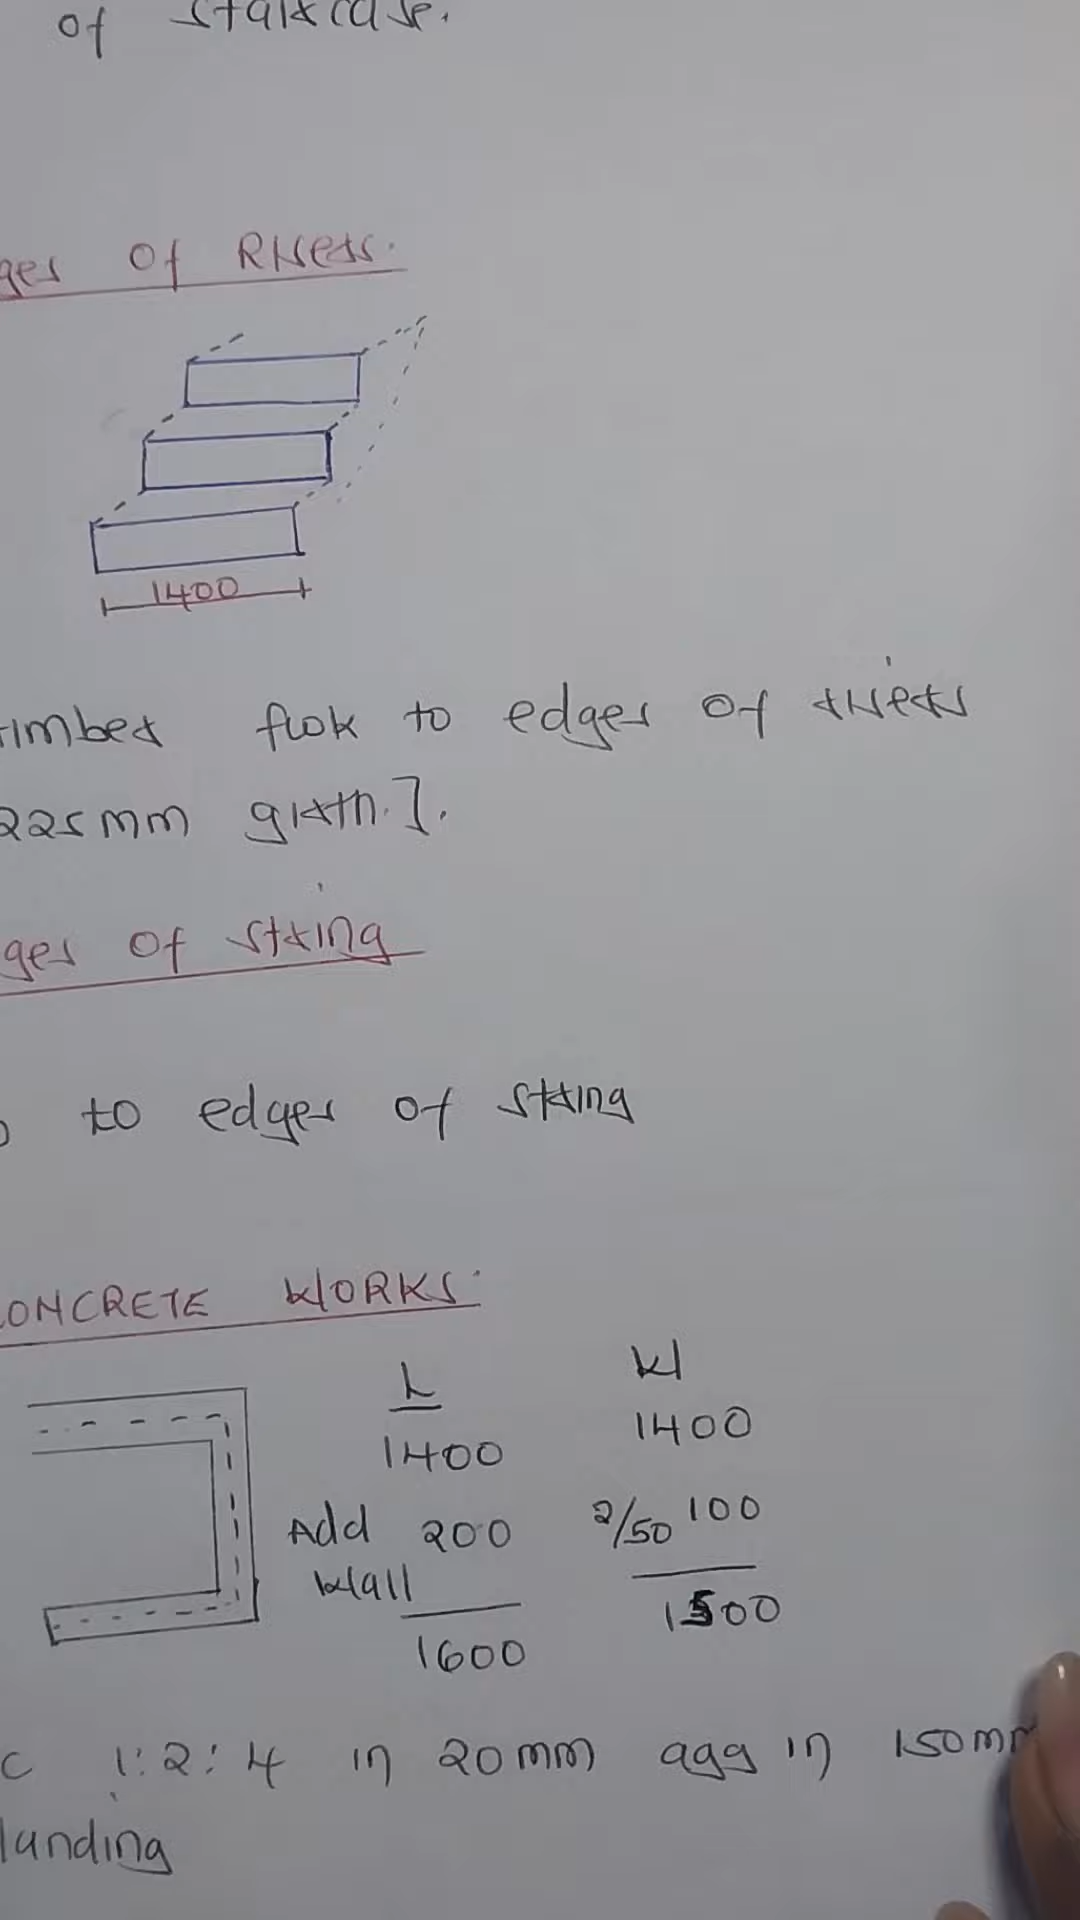 of staircase.
ges of Risers.
1400
timber fwk to edges of risers
225mm girth].
ges of string
to edges of string
CONCRETE WORKS
L W
1400 1400
Add 200 2/50 100
Wall
1600 1500
C 1:2:4 in 20mm agg in 150mm
landing